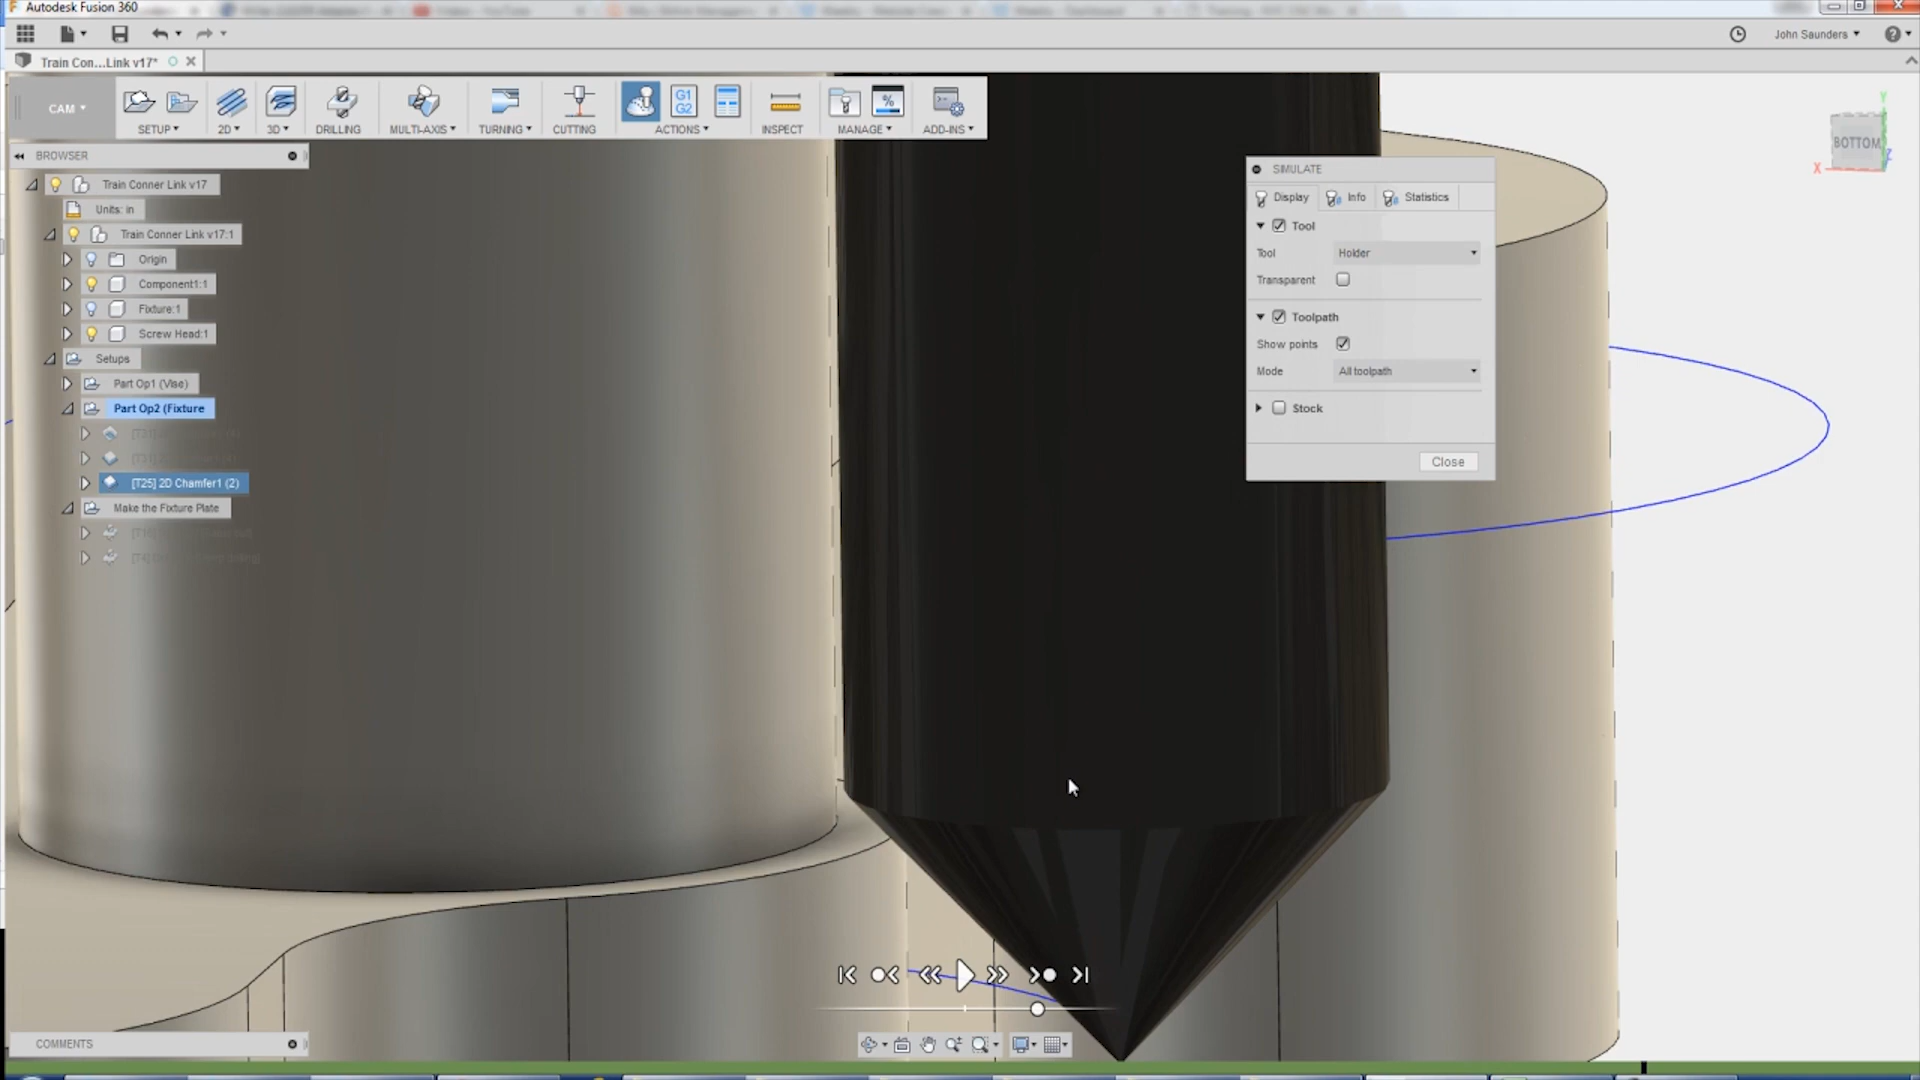 Autodesk Fusion 360
John Saunders
Train Con...Link v17*
CAM
SETUP
2D
3D
DRILLING
MULTI-AXIS
TURNING
CUTTING
G1
G2
ACTIONS
INSPECT
%
MANAGE
ADD-INS
BROWSER
Train Conner Link v17
Units: in
Train Conner Link v17:1
Origin
Component1:1
Fixture:1
Screw Head:1
Setups
Part Op1 (Vise)
Part Op2 (Fixture
[T25] 2D Chamfer1 (2)
Make the Fixture Plate
SIMULATE
Display
Info
Statistics
Tool
Tool
Holder
Transparent
Toolpath
Show points
Mode
All toolpath
Stock
Close
Y
BOTTOM
X
Z
COMMENTS